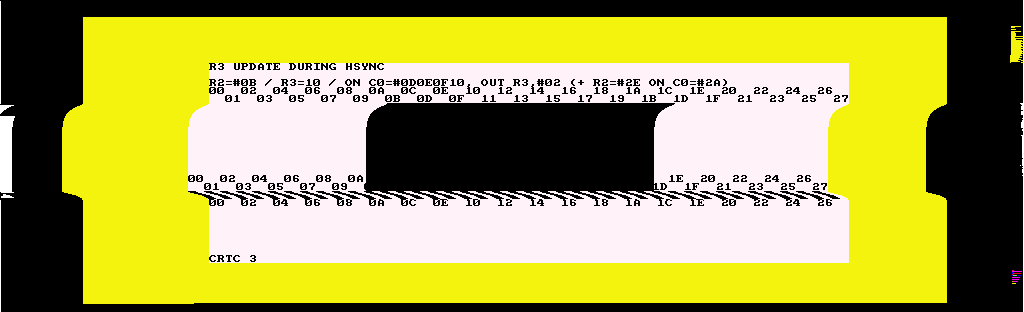 R3 UPDATE DURING HSYNC
R2=#0B / R3=10 / ON C0=#0D0E0F10, OUT R3,#02 (+ R2=#2E ON C0=#2A)
00 02 04 06 08 0A 0C 0E 10 12 14 16 18 1A 1C 1E 20 22 24 26
01 03 05 07 09 0B 0D 0F 11 13 15 17 19 1B 1D 1F 21 23 25 27
00 02 04 06 08 0A 1E 20 22 24 26
01 03 05 07 09 1D 1F 21 23 25 27
00 02 04 06 08 0A 0C 0E 10 12 14 16 18 1A 1C 1E 20 22 24 26
CRTC 3